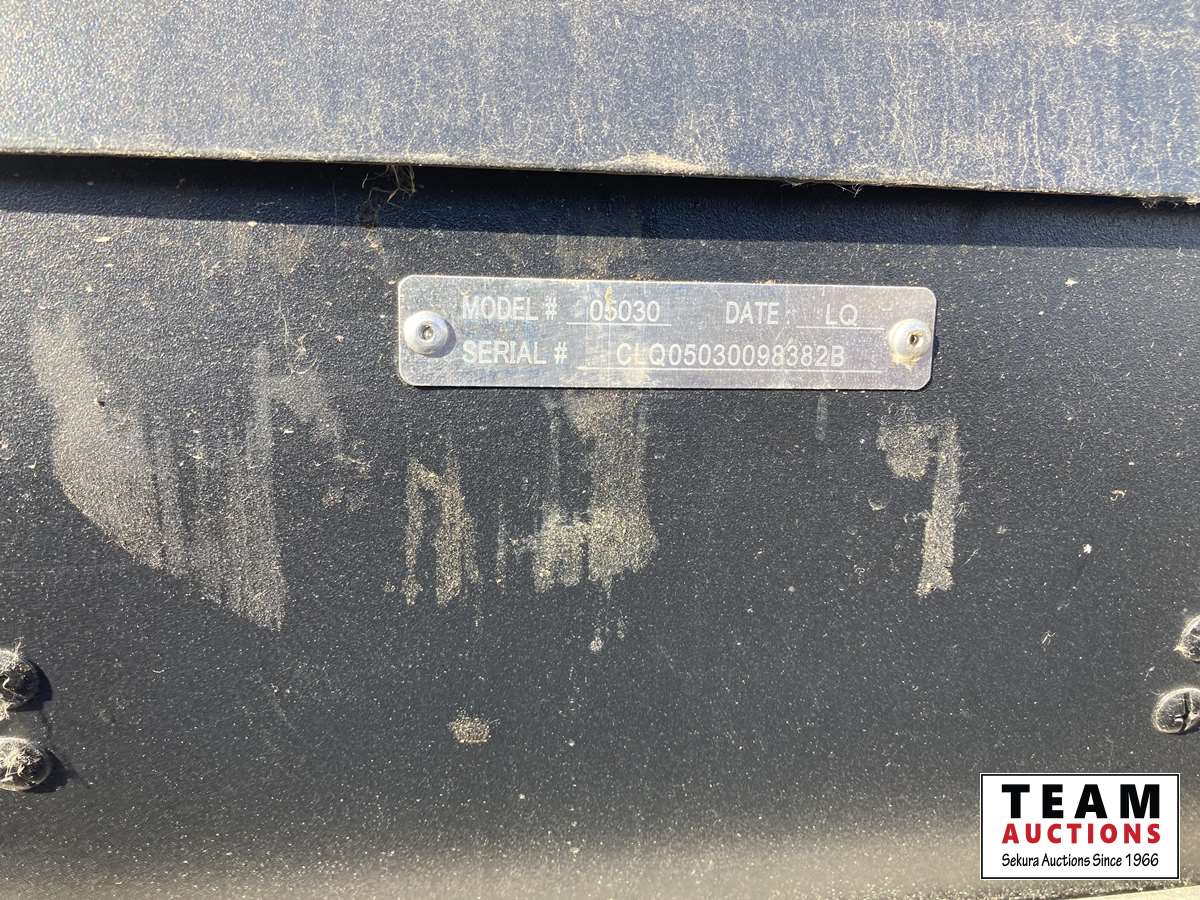 MODEL # 05030 DATE LQ
SERIAL # CLQ05030098382B
TEAM
AUCTIONS
Sekura Auctions Since 1966